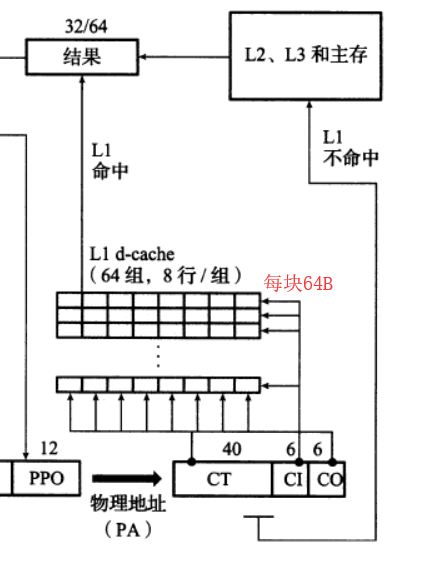 32/64
结果
L2、L3 和主存
L1
命中
L1
不命中
L1 d-cache
（64 组，8 行/组）
每块64B
12
40
6
6
PPO
物理地址
（PA）
CT
CI
CO